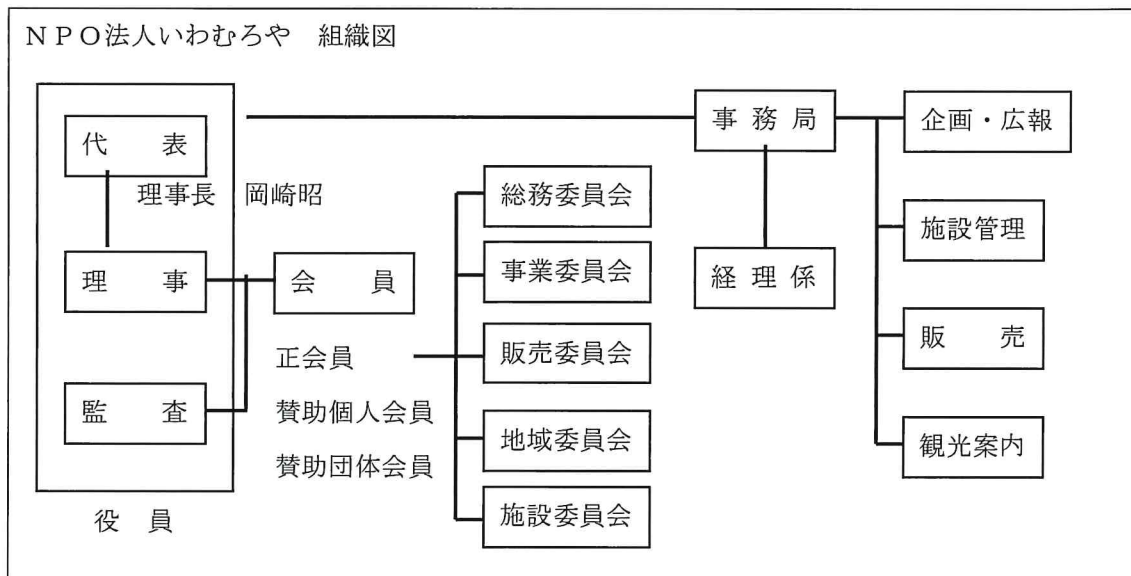 NPO法人いわむろや 組織図
代 表
理事長 岡崎昭
理 事
監 査
役 員
会 員
正会員
賛助個人会員
賛助団体会員
総務委員会
事業委員会
販売委員会
地域委員会
施設委員会
事 務 局
経 理 係
企画・広報
施設管理
販 売
観光案内